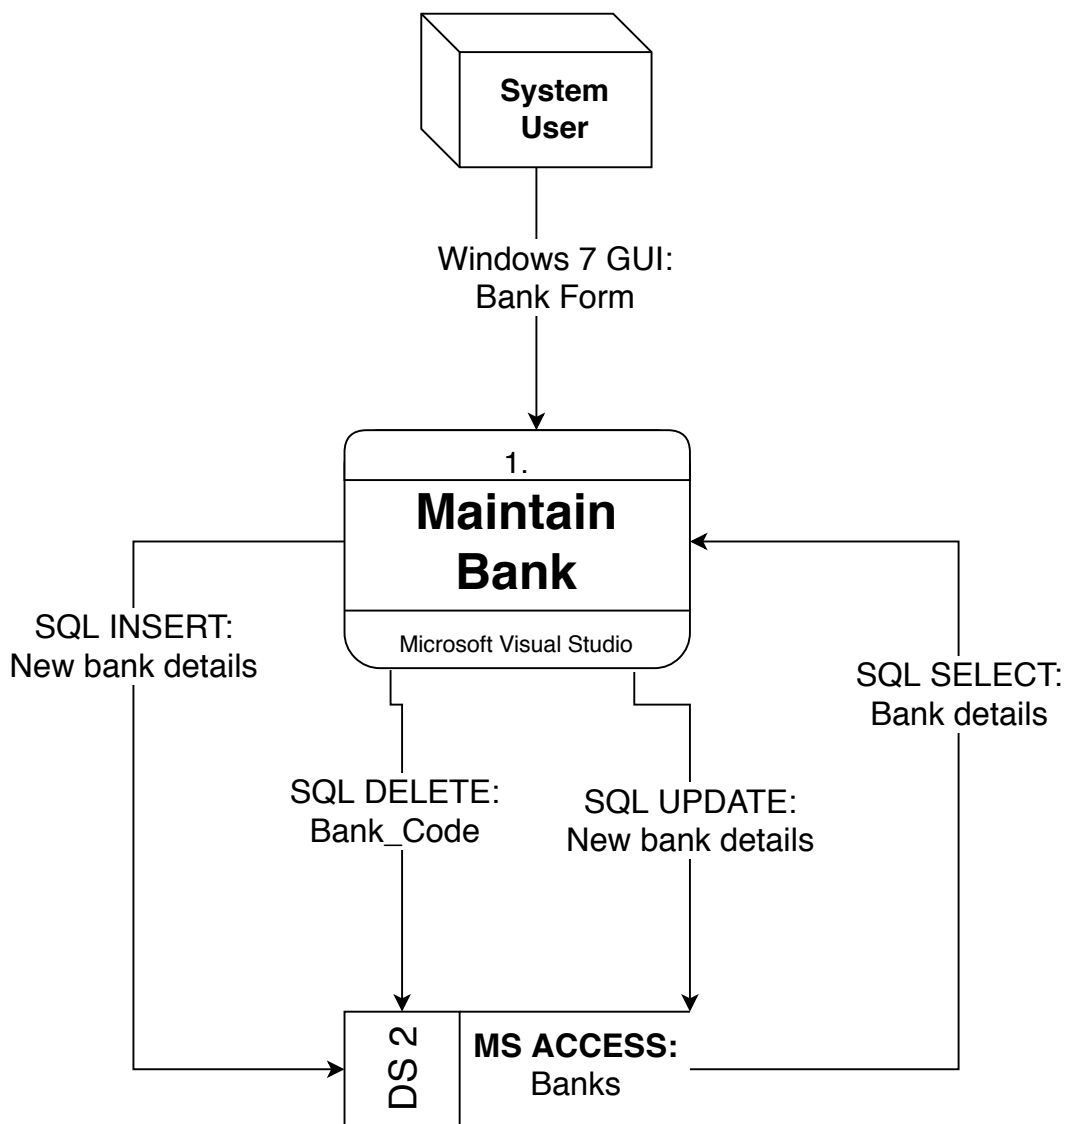 System
User
Windows 7 GUI:
Bank Form
1.
Maintain
Bank
Microsoft Visual Studio
SQL INSERT:
New bank details
SQL SELECT:
Bank details
SQL DELETE:
Bank_Code
SQL UPDATE:
New bank details
DS 2
MS ACCESS:
Banks